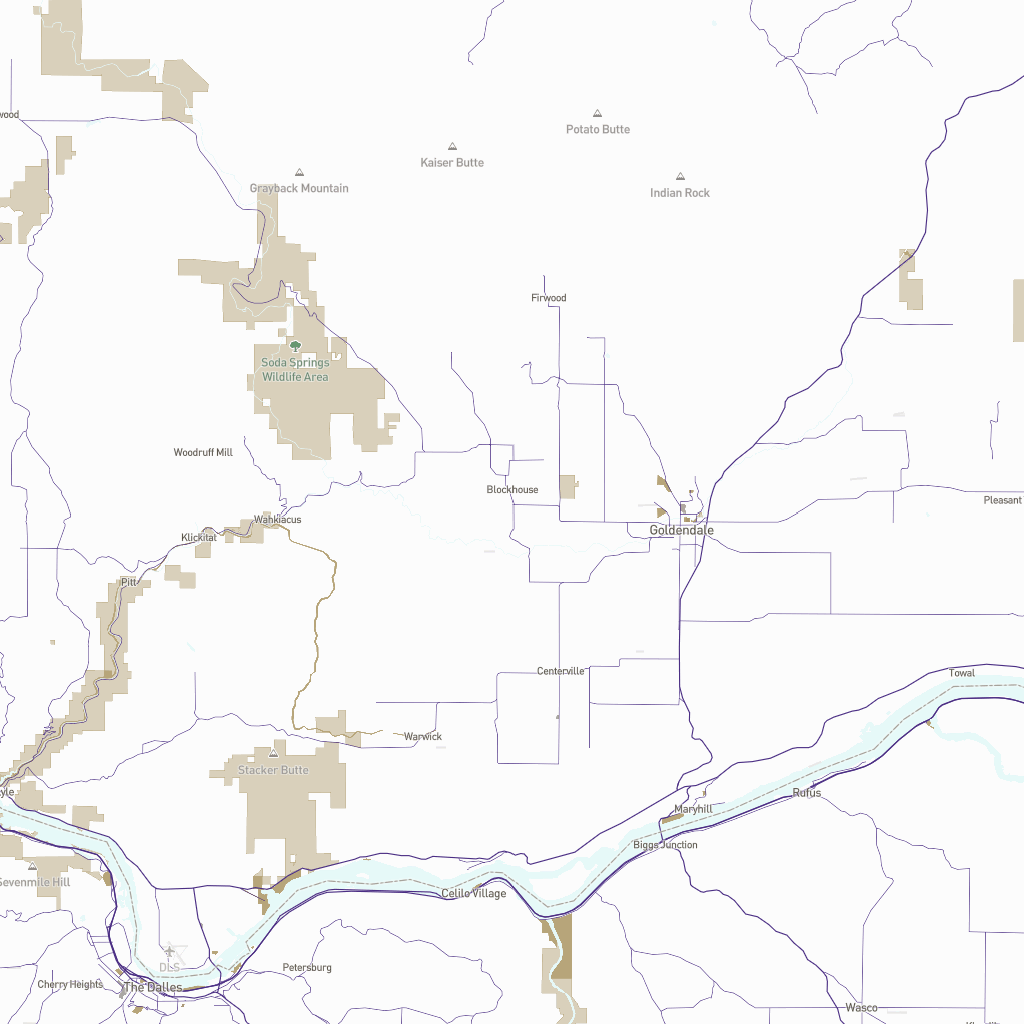 Potato Butte
Kaiser Butte
Grayback Mountain
Indian Rock
Firwood
Soda Springs
Wildlife Area
Woodruff Mill
Blockhouse
Pleasant
Wahkiacus
Goldendale
Klickitat
Pitt
Centerville
Towal
Warwick
Stacker Butte
Rufus
Maryhill
Biggs Junction
Sevenmile Hill
Celilo Village
DLS
Petersburg
Cherry Heights
The Dalles
Wasco